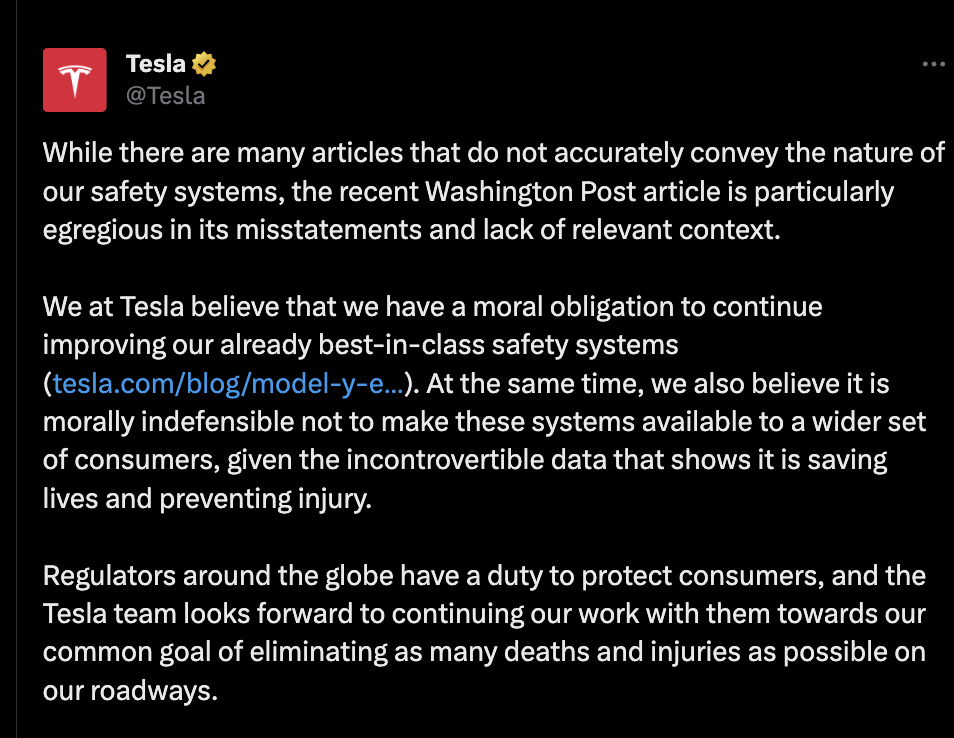 Tesla
@Tesla
While there are many articles that do not accurately convey the nature of
our safety systems, the recent Washington Post article is particularly
egregious in its misstatements and lack of relevant context.
We at Tesla believe that we have a moral obligation to continue
improving our already best-in-class safety systems
(tesla.com/blog/model-y-e...). At the same time, we also believe it is
morally indefensible not to make these systems available to a wider set
of consumers, given the incontrovertible data that shows it is saving
lives and preventing injury.
Regulators around the globe have a duty to protect consumers, and the
Tesla team looks forward to continuing our work with them towards our
common goal of eliminating as many deaths and injuries as possible on
our roadways.